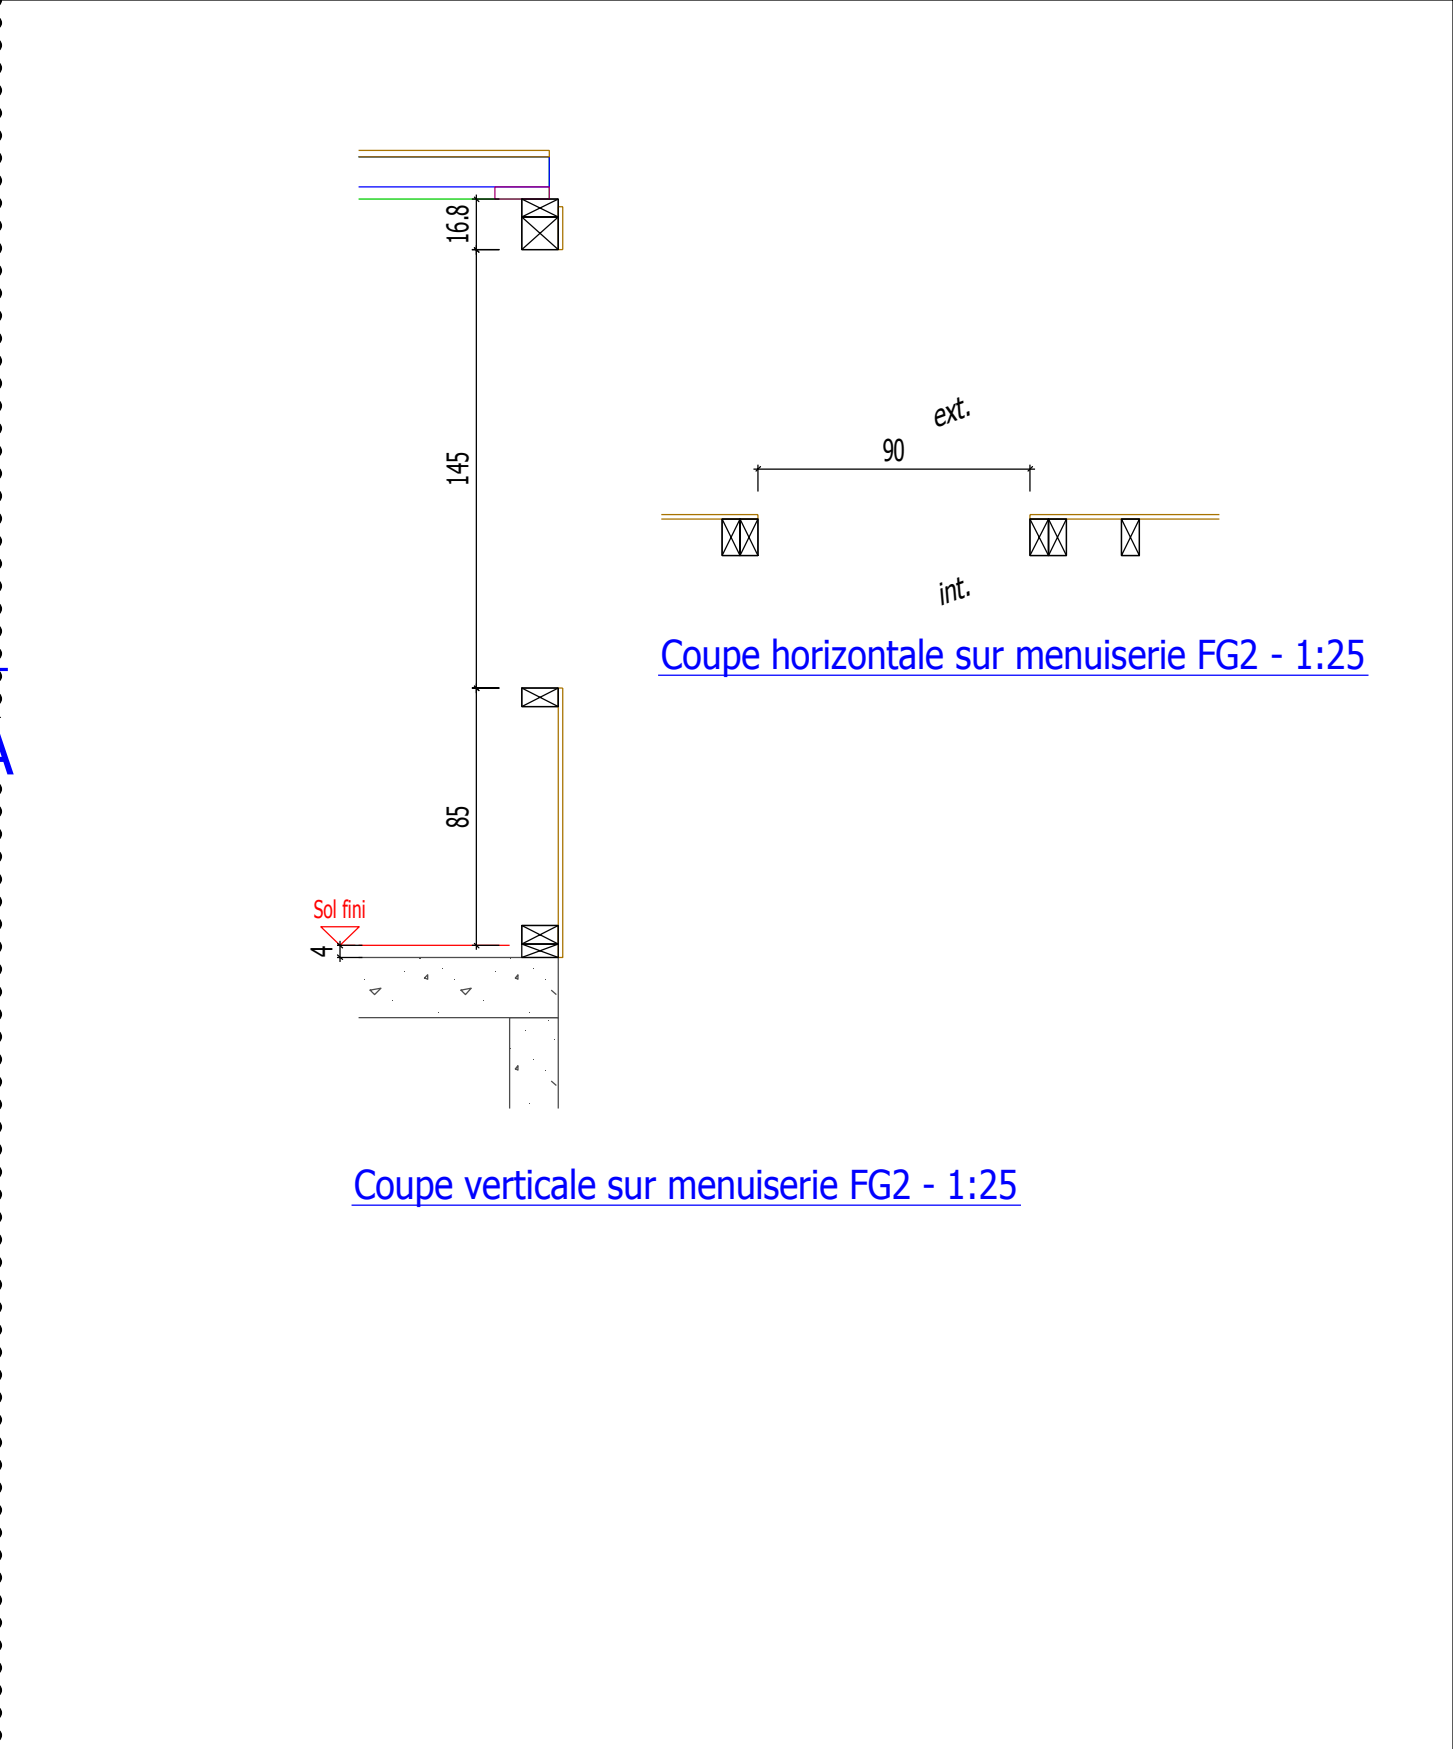 16.8
145
ext.
90
int.
Coupe horizontale sur menuiserie FG2 - 1:25
A
85
Sol fini
4
Coupe verticale sur menuiserie FG2 - 1:25